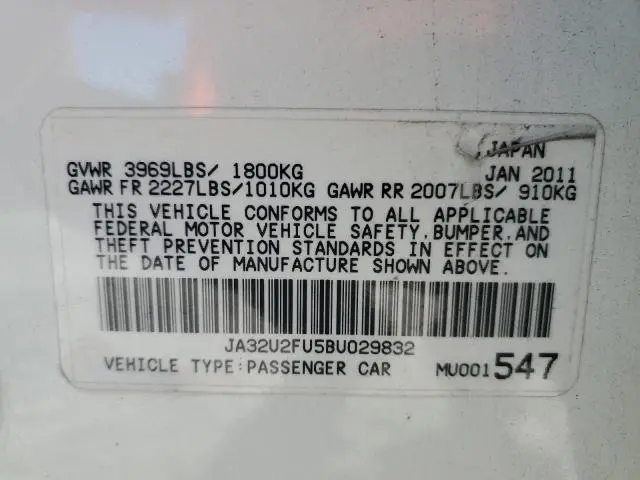 JAPAN
GVWR 3969LBS/ 1800KG JAN 2011
GAWR FR 2227LBS/1010KG GAWR RR 2007LBS/ 910KG
THIS VEHICLE CONFORMS TO ALL APPLICABLE
FEDERAL MOTOR VEHICLE SAFETY,BUMPER,AND
THEFT PREVENTION STANDARDS IN EFFECT ON
THE DATE OF MANUFACTURE SHOWN ABOVE.
JA32U2FU5BU029832
VEHICLE TYPE:PASSENGER CAR MU001547